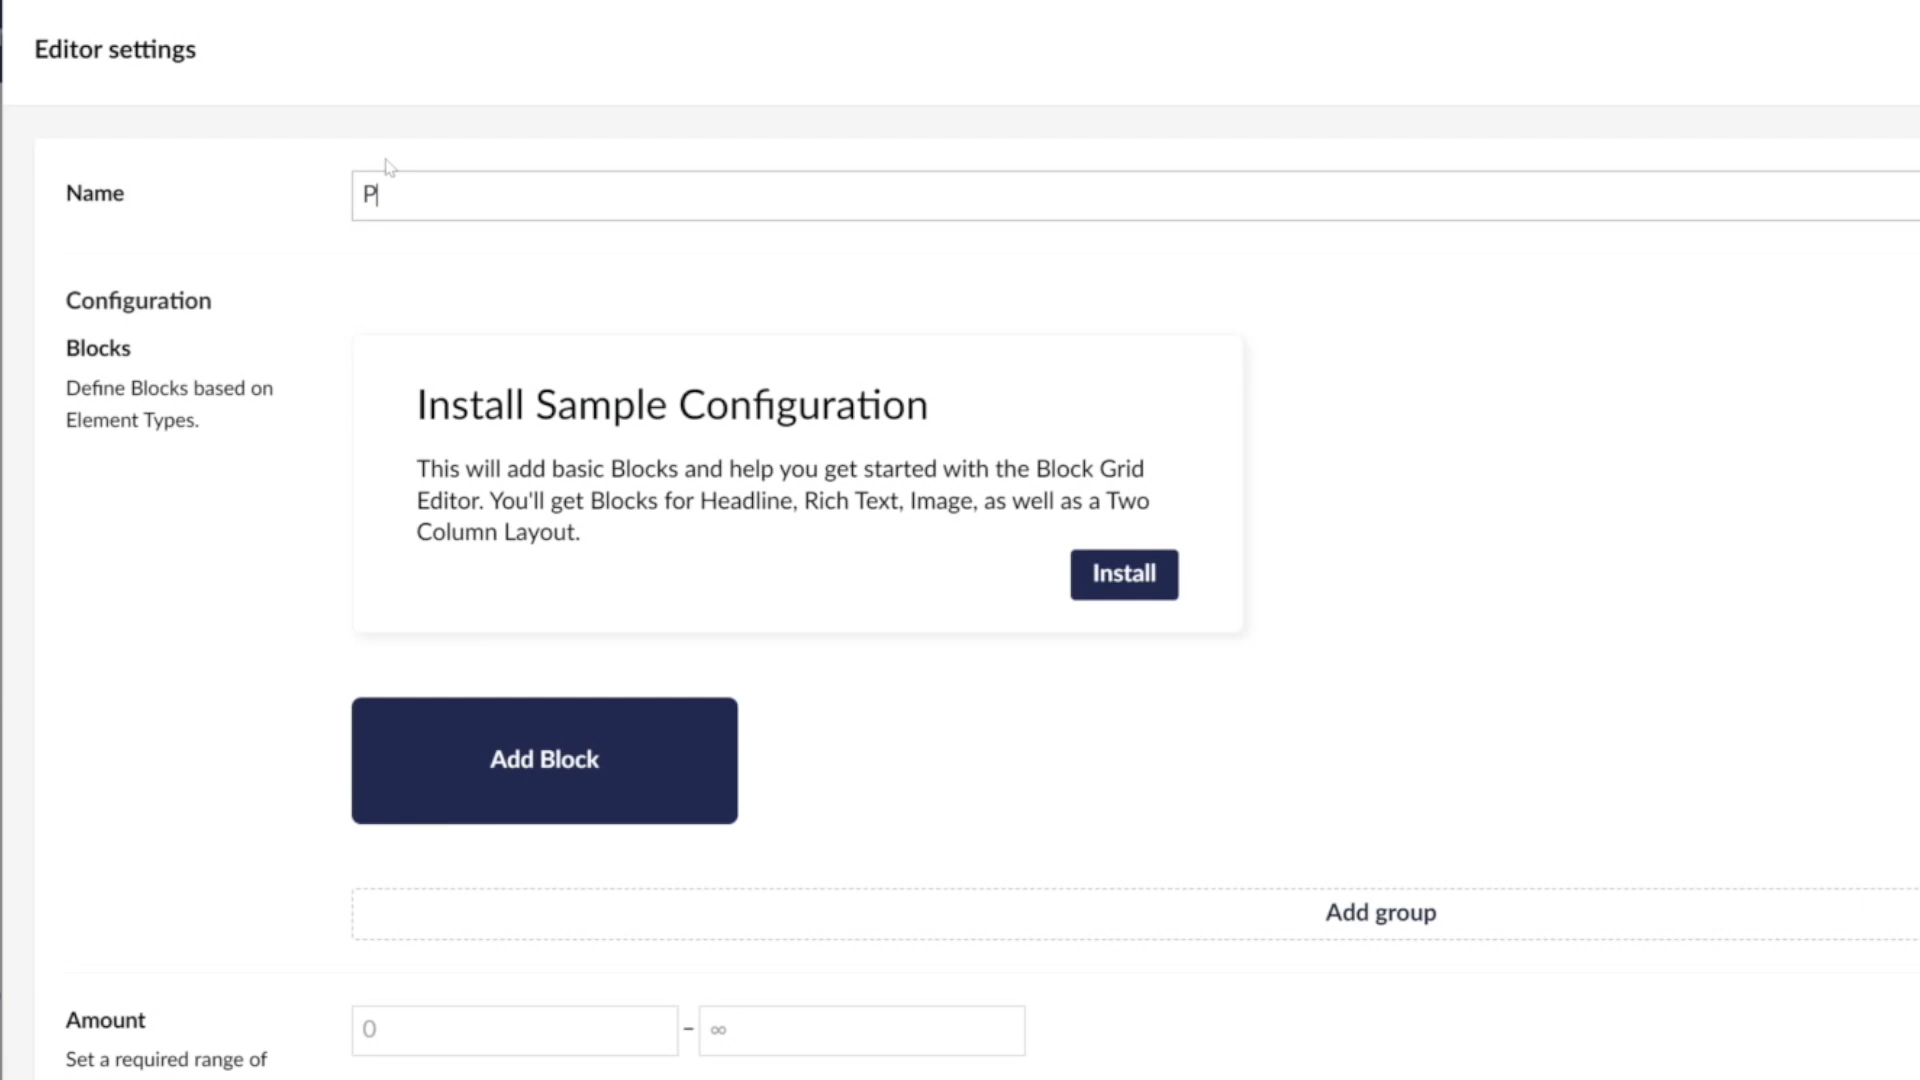 Editor settings
Name
P
Configuration
Blocks
Define Blocks based on
Element Types.
Install Sample Configuration
This will add basic Blocks and help you get started with the Block Grid
Editor. You'll get Blocks for Headline, Rich Text, Image, as well as a Two
Column Layout.
Install
Add Block
Add group
Amount
0 – ∞
Set a required range of